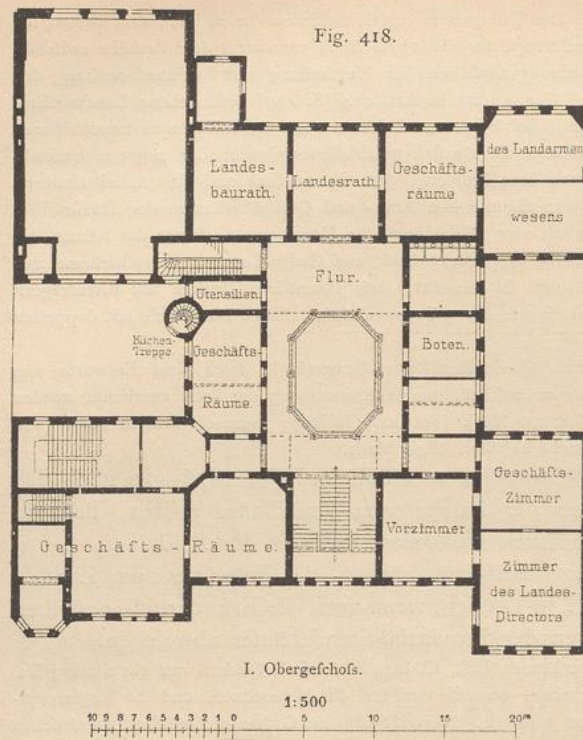 Fig. 418.
des Landarmen
Landes-
baurath.
Landesrath.
Geschäfts-
räume
wesens
Flur.
Utensilien.
Küchen-
Treppe
Geschäfts-
Räume.
Boten.
Geschäfts-
Zimmer
Geschäfts - Räume.
Vorzimmer
Zimmer
des Landes-
Directors
I. Obergeſchoſs.
1:500
10 9 8 7 6 5 4 3 2 1 0 5 10 15 20m